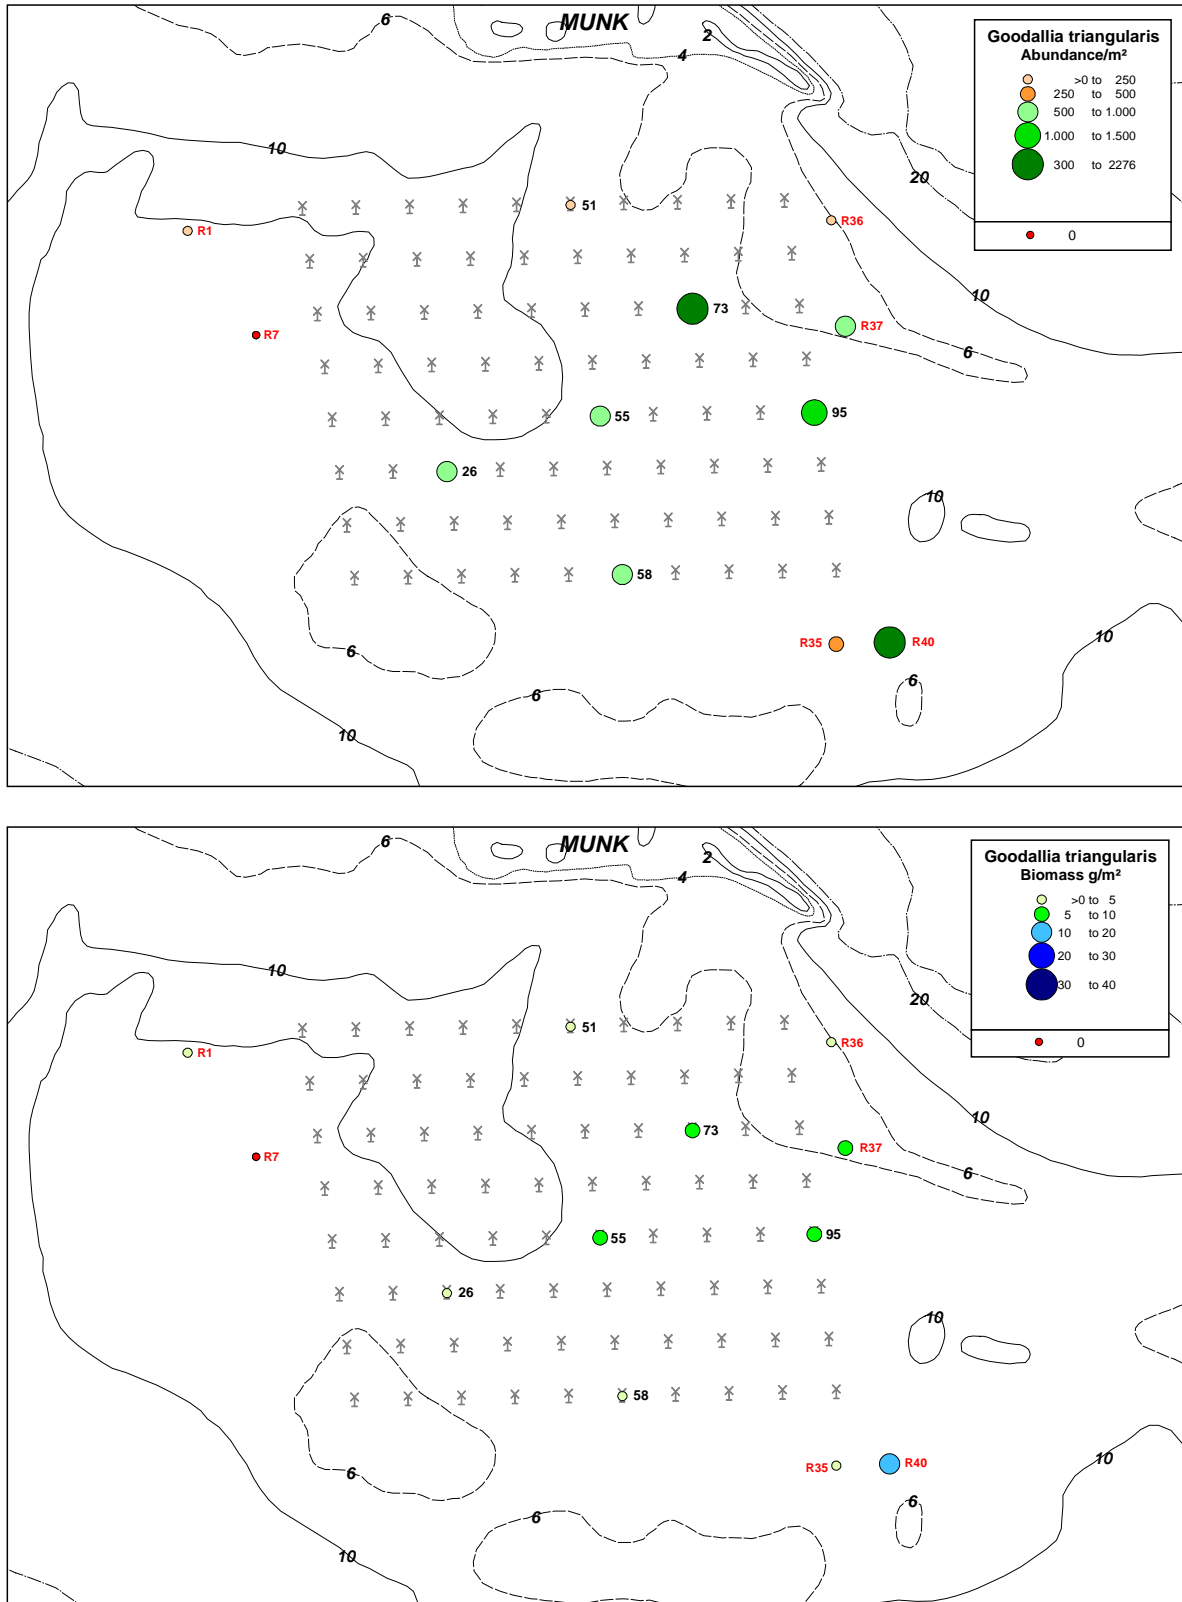 6
MUNK
2
4
Goodallia triangularis
Abundance/m²
>0 to 250
250 to 500
500 to 1.000
1.000 to 1.500
300 to 2276
0
10
20
51
R1
R36
10
73
R37
R7
6
55
95
26
10
58
R35
R40
10
6
6
6
10
6
MUNK
2
4
Goodallia triangularis
Biomass g/m²
>0 to 5
5 to 10
10 to 20
20 to 30
30 to 40
0
10
20
51
R1
R36
10
73
R37
R7
6
55
95
26
10
58
R35
R40
10
6
6
6
10